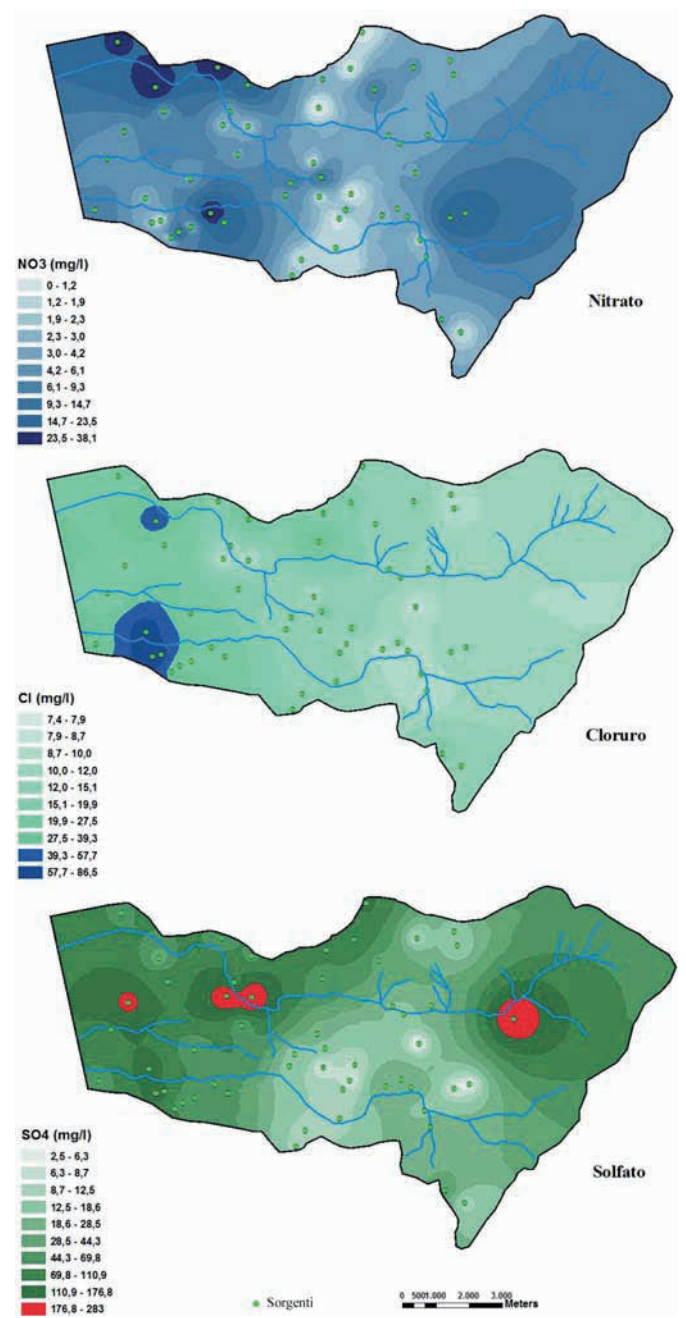 NO3 (mg/l)
0 - 1,2
1,2 - 1,9
1,9 - 2,3
2,3 - 3,0
3,0 - 4,2
4,2 - 6,1
6,1 - 9,3
9,3 - 14,7
14,7 - 23,5
23,5 - 38,1
Nitrato
Cl (mg/l)
7,4 - 7,9
7,9 - 8,7
8,7 - 10,0
10,0 - 12,0
12,0 - 15,1
15,1 - 19,9
19,9 - 27,5
27,5 - 39,3
39,3 - 57,7
57,7 - 86,5
Cloruro
SO4 (mg/l)
2,5 - 6,3
6,3 - 8,7
8,7 - 12,5
12,5 - 18,6
18,6 - 28,5
28,5 - 44,3
44,3 - 69,8
69,8 - 110,9
110,9 - 176,8
176,8 - 283
Solfato
Sorgenti
0 5001.000 2.000 3.000
Meters